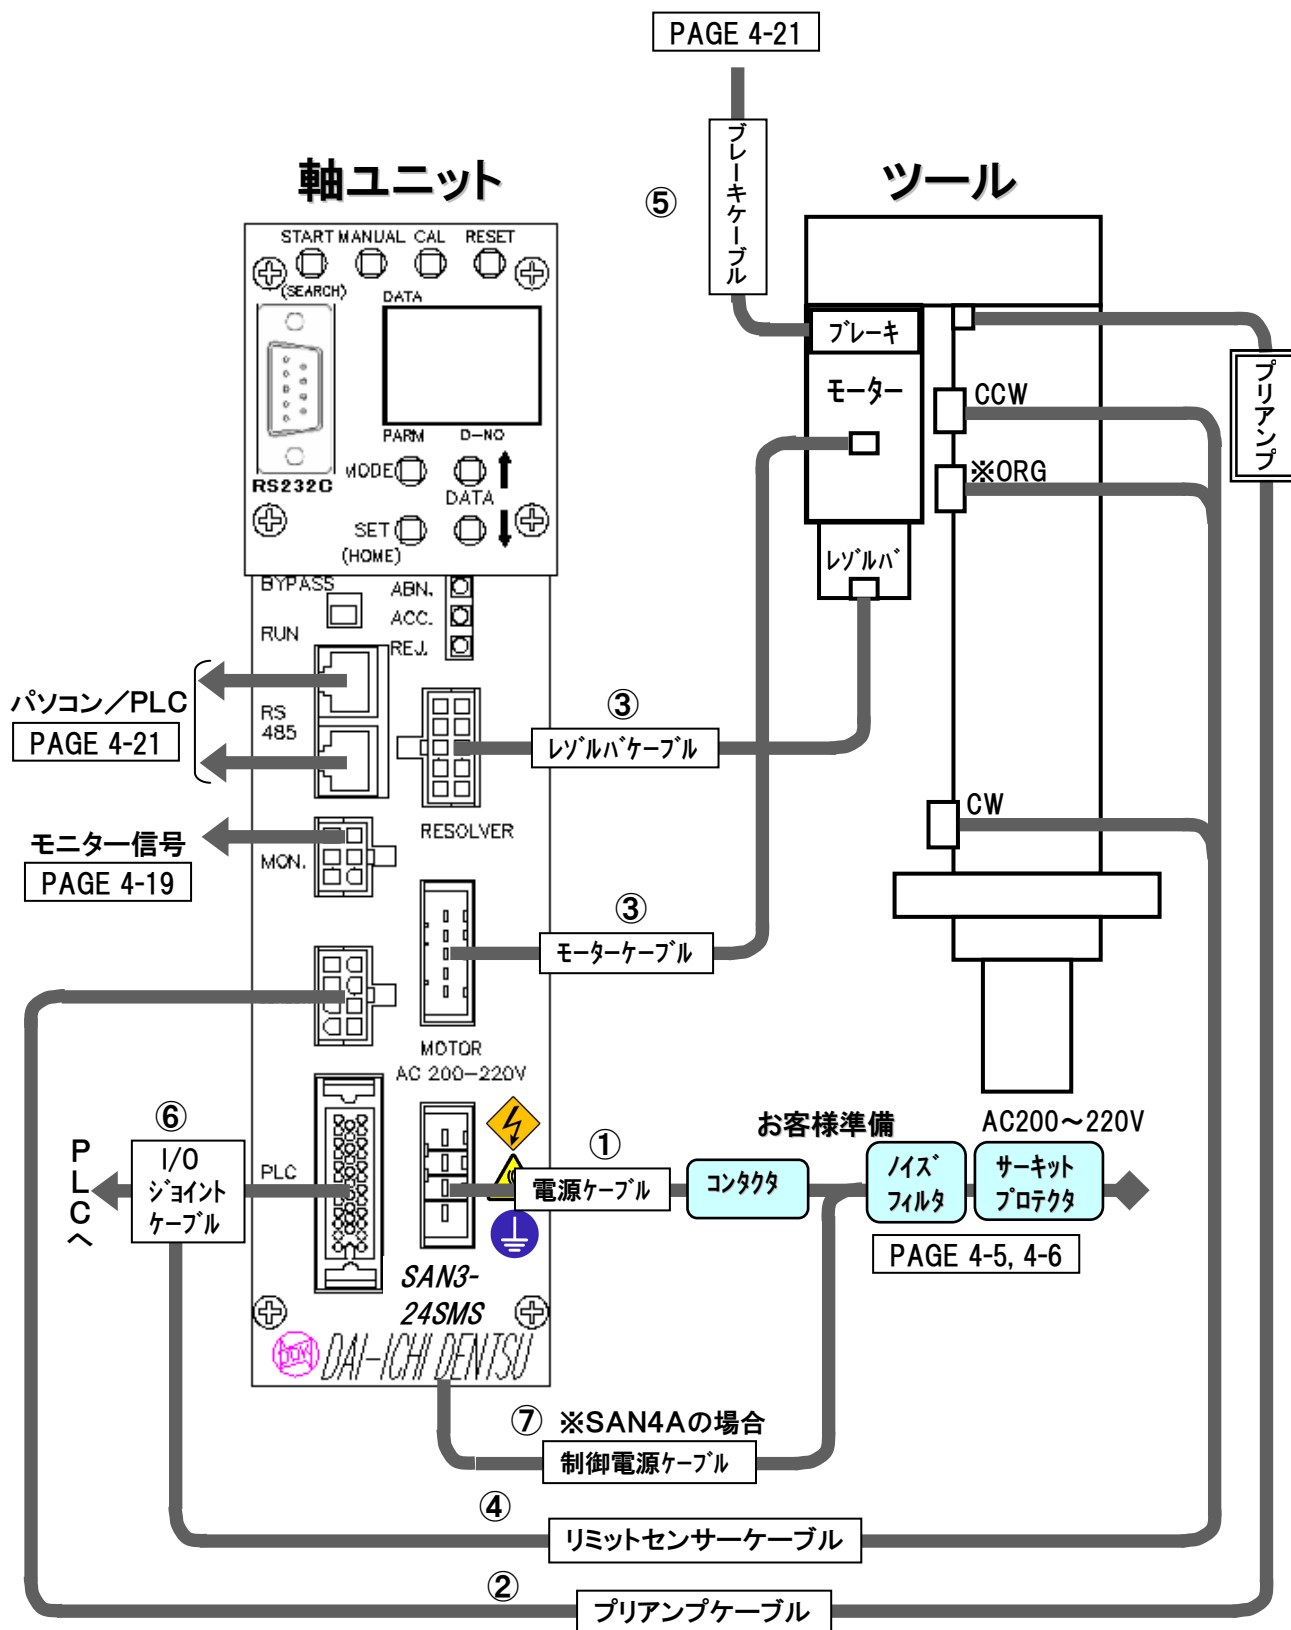 PAGE 4-21
ブレーキケーブル
⑤
軸ユニット
ツール
START MANUAL CAL RESET
(SEARCH)
DATA
PARM D-NO
MODE
RS232C
DATA
SET
(HOME)
BYPASS
ABN.
ACC.
RUN
REJ.
RS
485
パソコン／PLC
PAGE 4-21
モニター信号
PAGE 4-19
MON.
RESOLVER
③
ﾚｿﾞﾙﾊﾞｹｰﾌﾞﾙ
③
ﾓｰﾀｰｹｰﾌﾞﾙ
MOTOR
AC 200-220V
ﾌﾞﾚｰｷ
ﾓｰﾀｰ
ﾚｿﾞﾙﾊﾞ
CCW
※ORG
CW
プリアンプ
⑥
I/O
ｼﾞｮｲﾝﾄ
ｹｰﾌﾞﾙ
PLCへ
PLC
①
電源ｹｰﾌﾞﾙ
お客様準備
AC200～220V
ｺﾝﾀｸﾀ
ﾉｲｽﾞ
ﾌｨﾙﾀ
ｻｰｷｯﾄ
ﾌﾟﾛﾃｸﾀ
PAGE 4-5, 4-6
SAN3-
24SMS
DDK
DAI-ICHI DENTSU
⑦ ※SAN4Aの場合
制御電源ｹｰﾌﾞﾙ
④
リミットセンサーケーブル
②
プリアンプケーブル